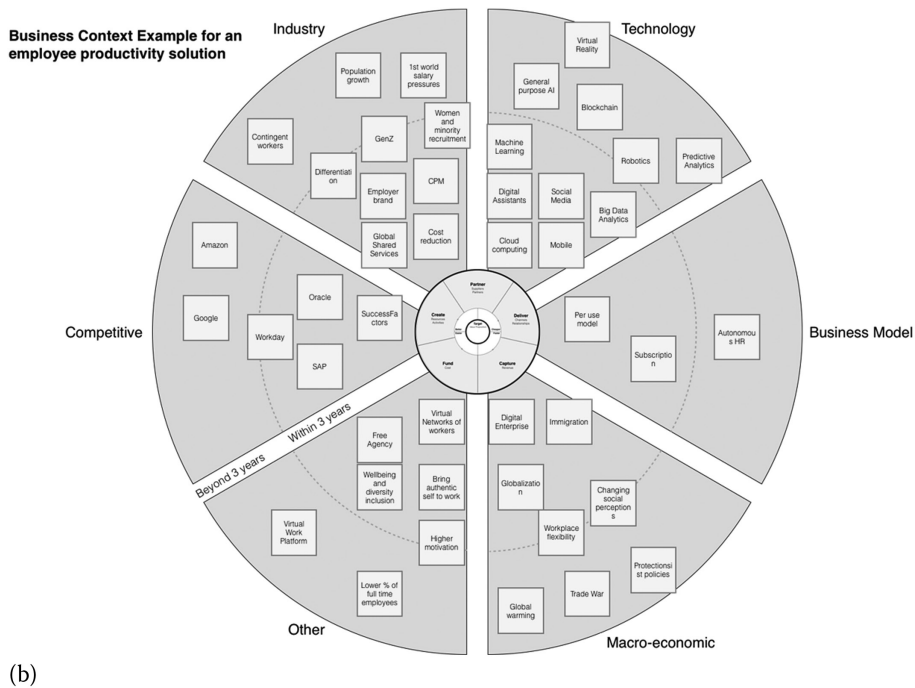 Business Context Example for an
employee productivity solution
Industry
Technology
Population
growth
1st world
salary
pressures
Women
and
minority
recruitment
GenZ
Contingent
workers
Differentiati
on
Employer
brand
CPM
Global
Shared
Services
Cost
reduction
Virtual
Reality
General
purpose AI
Blockchain
Machine
Learning
Robotics
Predictive
Analytics
Digital
Assistants
Social
Media
Big Data
Analytics
Cloud
computing
Mobile
Competitive
Amazon
Google
Oracle
Workday
SuccessFa
ctors
SAP
Partner
Create
Deliver
Fund
Cost
Capture
Revenue
Business Model
Per use
model
Subscriptio
n
Autonomou
s HR
Within 3 years
Beyond 3 years
Other
Virtual
Networks of
workers
Free
Agency
Wellbeing
and
diversity
inclusion
Bring
authentic
self to work
Virtual
Work
Platform
Higher
motivation
Lower % of
full time
employees
Macro-economic
Digital
Enterprise
Immigration
Globalizatio
n
Changing
social
perception
s
Workplace
flexibility
Protectionsi
st policies
Trade War
Global
warming
(b)